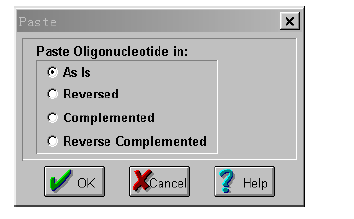 Paste
Paste Oligonucleotide in:
As Is
Reversed
Complemented
Reverse Complemented
OK Cancel Help